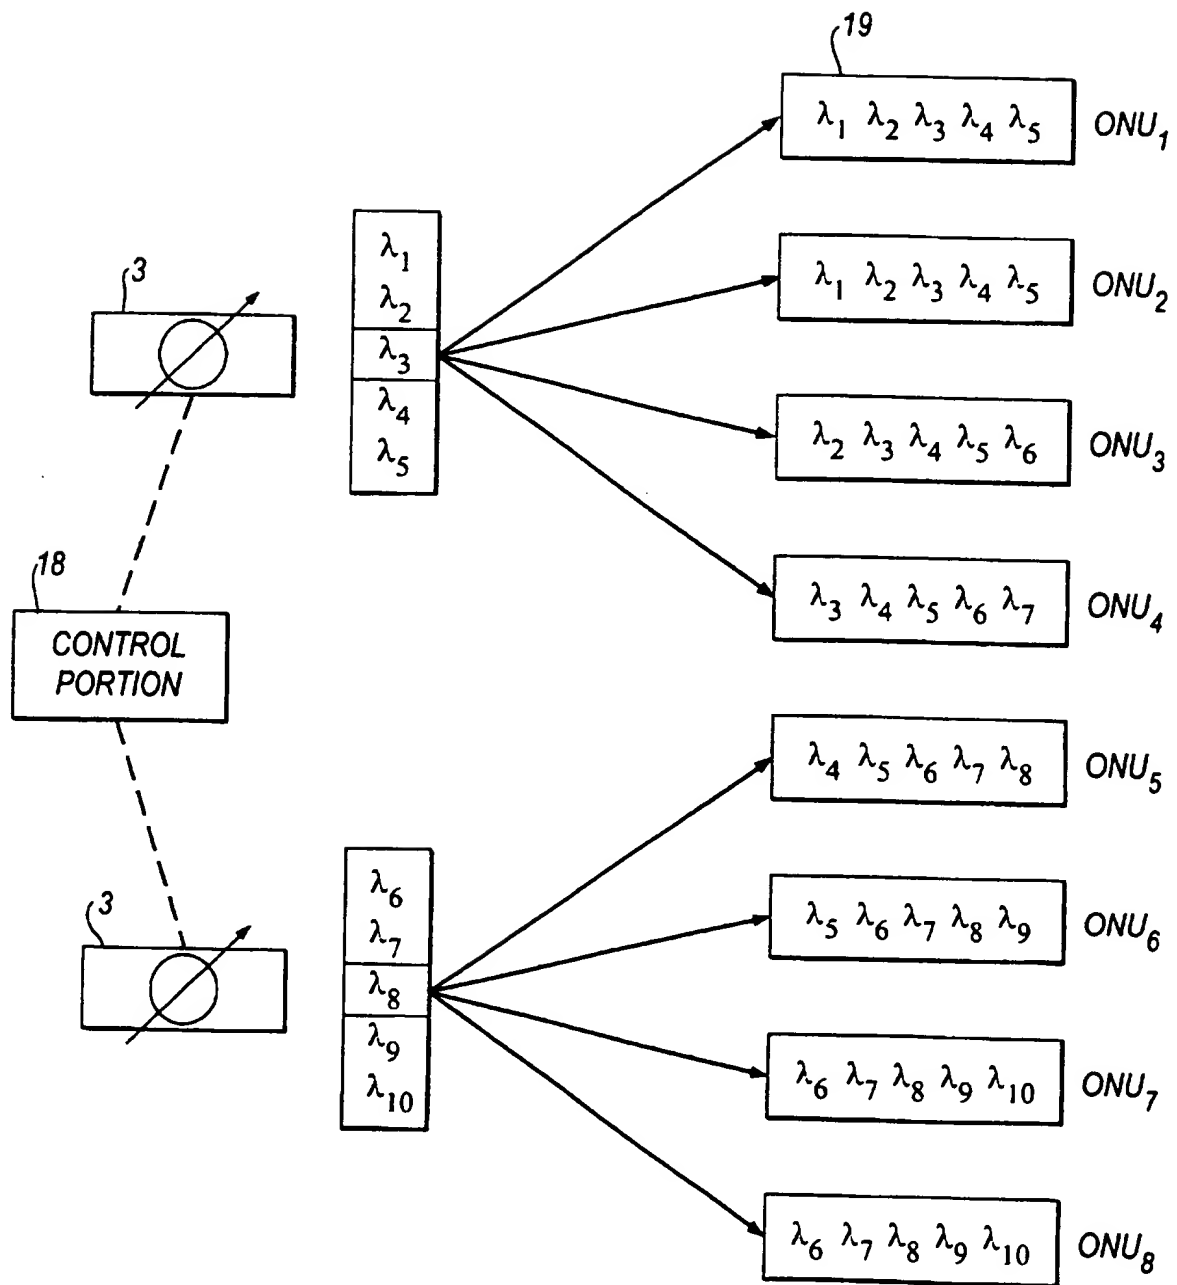 19
λ1 λ2 λ3 λ4 λ5 ONU1
λ1 λ2 λ3 λ4 λ5 ONU2
λ2 λ3 λ4 λ5 λ6 ONU3
λ3 λ4 λ5 λ6 λ7 ONU4
3
λ1
λ2
λ3
λ4
λ5
18
CONTROL
PORTION
λ4 λ5 λ6 λ7 λ8 ONU5
λ5 λ6 λ7 λ8 λ9 ONU6
λ6 λ7 λ8 λ9 λ10 ONU7
λ6 λ7 λ8 λ9 λ10 ONU8
3
λ6
λ7
λ8
λ9
λ10